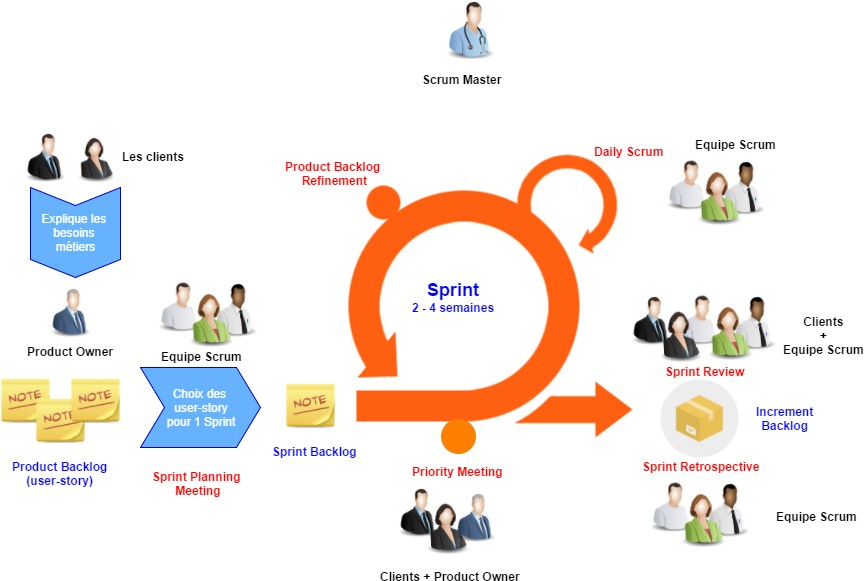 Scrum Master
Les clients
Explique les
besoins
métiers
Product Owner
Equipe Scrum
NOTE
NOTE
NOTE
Product Backlog
(user-story)
Choix des
user-story
pour 1 Sprint
Sprint Planning
Meeting
NOTE
Sprint Backlog
Product Backlog
Refinement
Daily Scrum
Equipe Scrum
Sprint
2 - 4 semaines
Priority Meeting
Clients + Product Owner
Clients
+
Equipe Scrum
Sprint Review
Increment
Backlog
Sprint Retrospective
Equipe Scrum